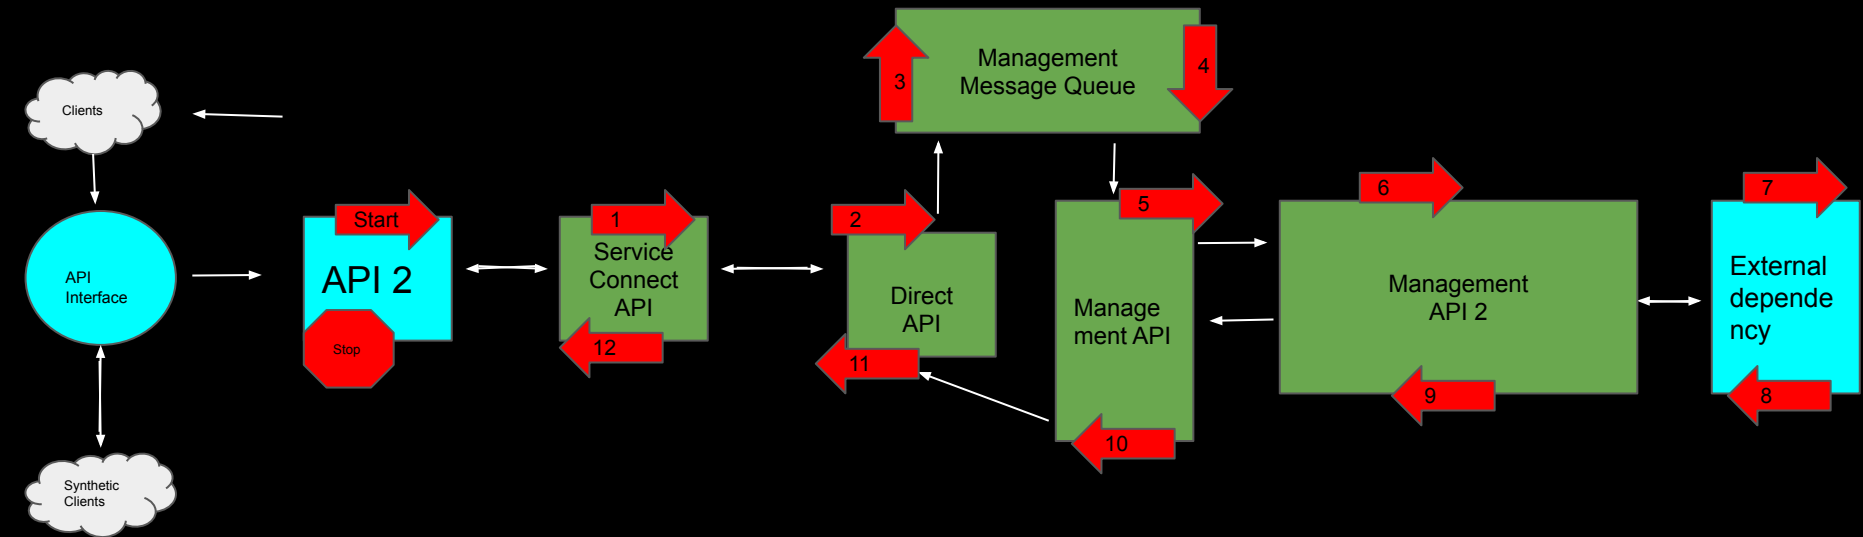 Clients
API
Interface
Synthetic
Clients
Start
API 2
Stop
1
Service
Connect
API
12
2
Direct
API
11
3
Management
Message Queue
4
5
Manage
ment API
10
6
Management
API 2
9
7
External
depende
ncy
8